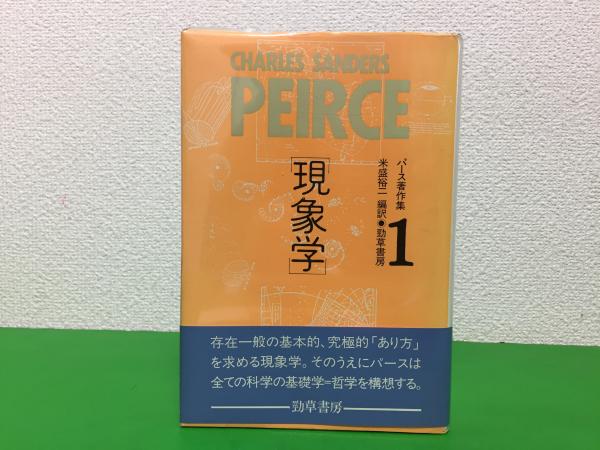 CHARLES SANDERS
PEIRCE
「現象学」
パース著作集
1
米盛裕二 編訳●勁草書房
存在一般の基本的、究極的「あり方」
を求める現象学。そのうえにパースは
全ての科学の基礎学=哲学を構想する。
勁草書房